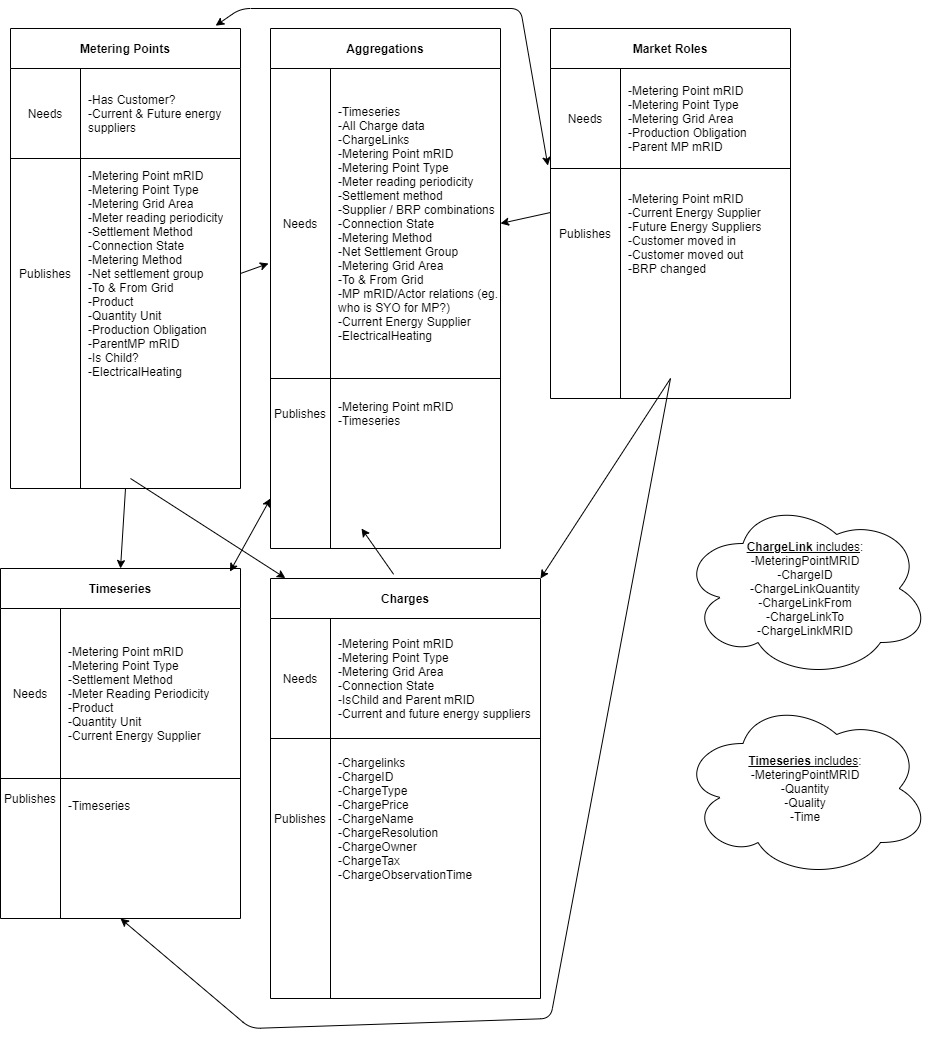 Metering Points
Needs
-Has Customer?
-Current & Future energy
suppliers
Publishes
-Metering Point mRID
-Metering Point Type
-Metering Grid Area
-Meter reading periodicity
-Settlement Method
-Connection State
-Metering Method
-Net settlement group
-To & From Grid
-Product
-Quantity Unit
-Production Obligation
-ParentMP mRID
-Is Child?
-ElectricalHeating
Aggregations
Needs
-Timeseries
-All Charge data
-ChargeLinks
-Metering Point mRID
-Metering Point Type
-Meter reading periodicity
-Settlement method
-Supplier / BRP combinations
-Connection State
-Metering Method
-Net Settlement Group
-Metering Grid Area
-To & From Grid
-MP mRID/Actor relations (eg.
who is SYO for MP?)
-Current Energy Supplier
-ElectricalHeating
Publishes
-Metering Point mRID
-Timeseries
Market Roles
Needs
-Metering Point mRID
-Metering Point Type
-Metering Grid Area
-Production Obligation
-Parent MP mRID
Publishes
-Metering Point mRID
-Current Energy Supplier
-Future Energy Suppliers
-Customer moved in
-Customer moved out
-BRP changed
Timeseries
Needs
-Metering Point mRID
-Metering Point Type
-Settlement Method
-Meter Reading Periodicity
-Product
-Quantity Unit
-Current Energy Supplier
Publishes
-Timeseries
Charges
Needs
-Metering Point mRID
-Metering Point Type
-Metering Grid Area
-Connection State
-IsChild and Parent mRID
-Current and future energy suppliers
Publishes
-Chargelinks
-ChargeID
-ChargeType
-ChargePrice
-ChargeName
-ChargeResolution
-ChargeOwner
-ChargeTax
-ChargeObservationTime
ChargeLink includes:
-MeteringPointMRID
-ChargeID
-ChargeLinkQuantity
-ChargeLinkFrom
-ChargeLinkTo
-ChargeLinkMRID
Timeseries includes:
-MeteringPointMRID
-Quantity
-Quality
-Time